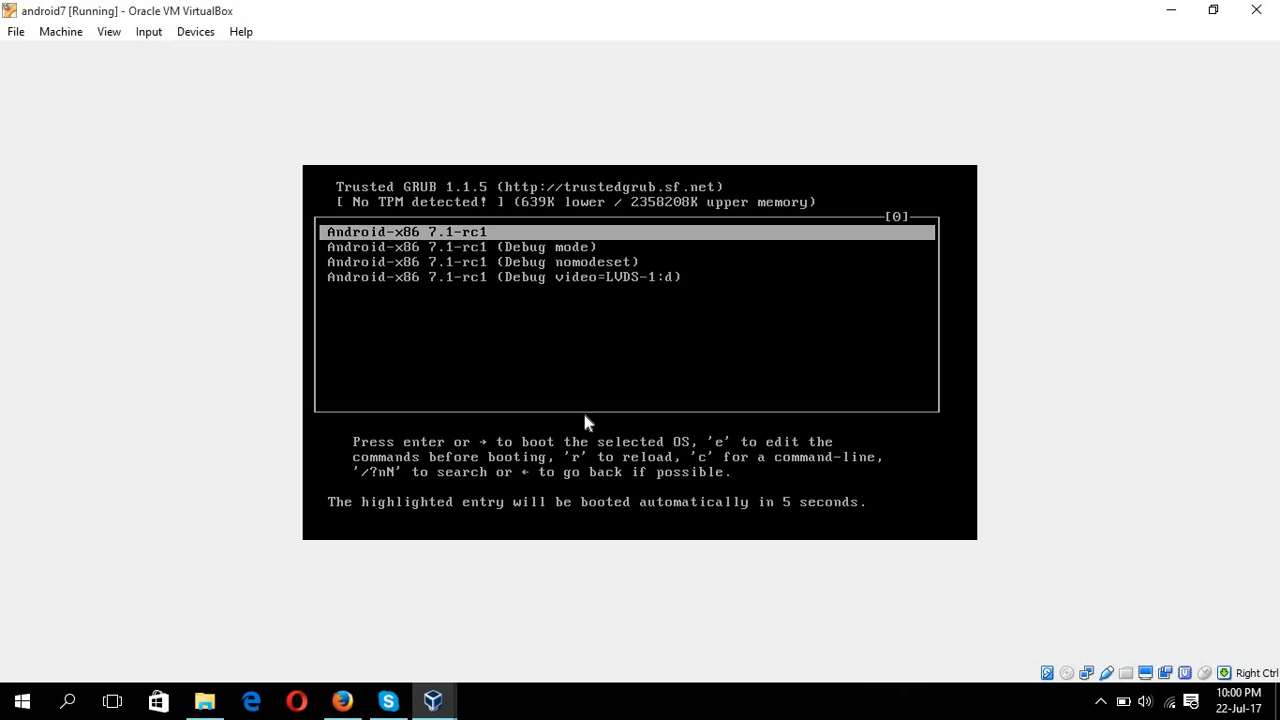 android7 [Running] - Oracle VM VirtualBox
File Machine View Input Devices Help
Trusted GRUB 1.1.5 (http://trustedgrub.sf.net)
[ No TPM detected! ] (639K lower / 2358208K upper memory)
[0]
Android-x86 7.1-rc1
Android-x86 7.1-rc1 (Debug mode)
Android-x86 7.1-rc1 (Debug nomodeset)
Android-x86 7.1-rc1 (Debug video=LVDS-1:d)
Press enter or → to boot the selected OS, 'e' to edit the
commands before booting, 'r' to reload, 'c' for a command-line,
'/?nN' to search or ← to go back if possible.
The highlighted entry will be booted automatically in 5 seconds.
Right Ctrl
10:00 PM
22-Jul-17